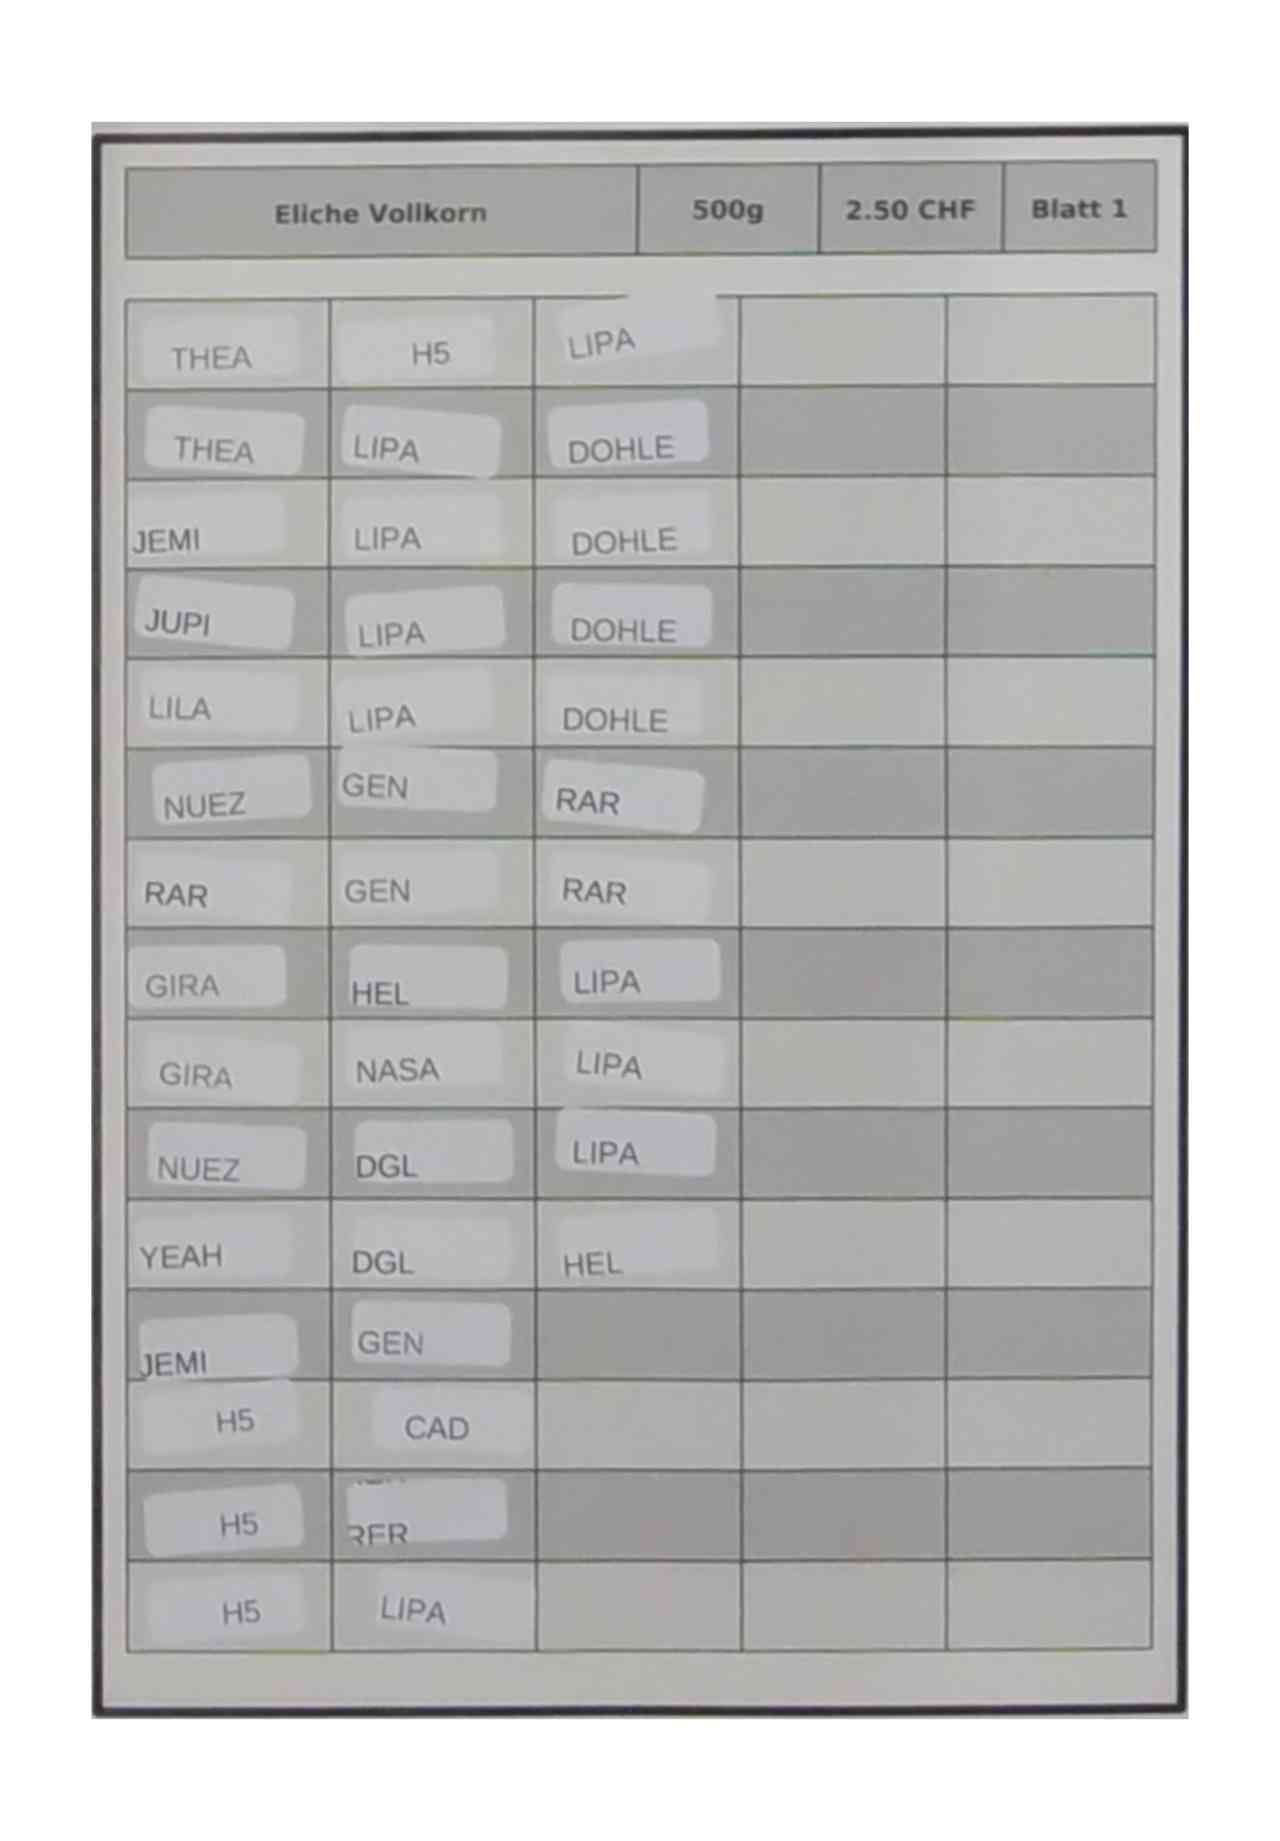 Eliche Vollkorn 500g 2.50 CHF Blatt 1
THEA H5 LIPA
THEA LIPA DOHLE
JEMI LIPA DOHLE
JUPI LIPA DOHLE
LILA LIPA DOHLE
NUEZ GEN RAR
RAR GEN RAR
GIRA HEL LIPA
GIRA NASA LIPA
NUEZ DGL LIPA
YEAH DGL HEL
JEMI GEN
H5 CAD
H5
H5 LIPA